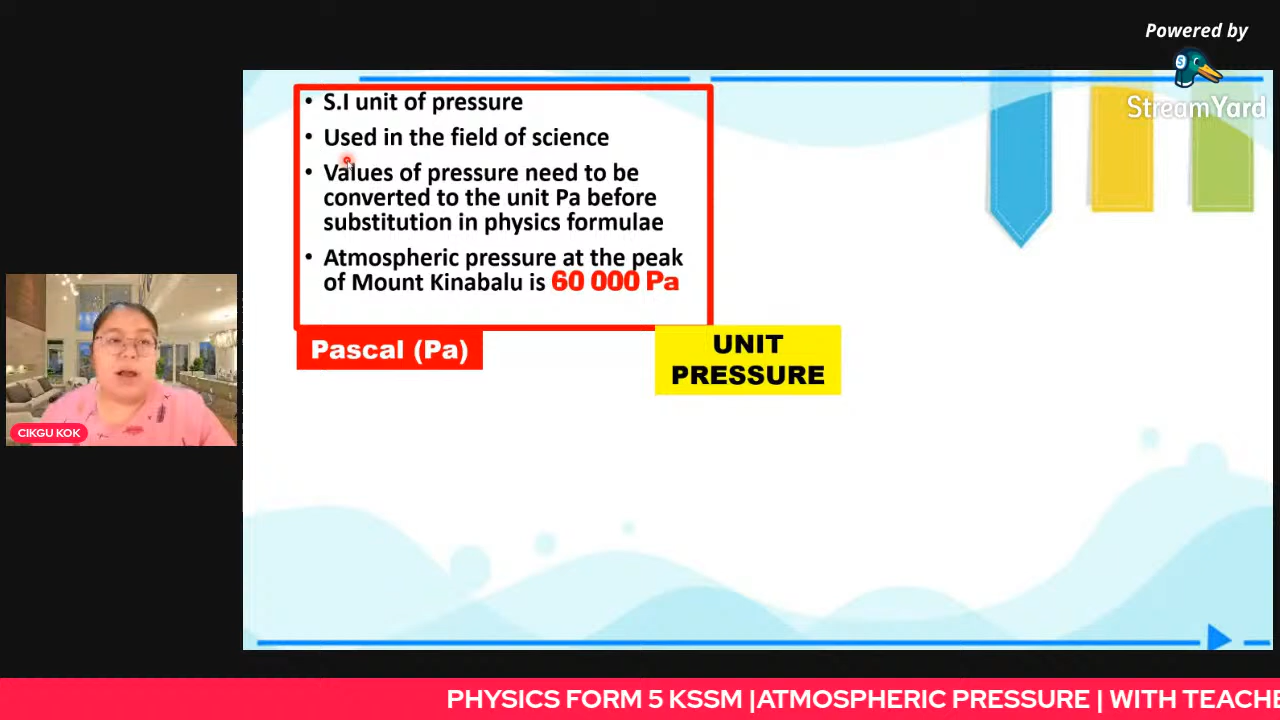 Powered by
StreamYard
• S.I unit of pressure
• Used in the field of science
• Values of pressure need to be
converted to the unit Pa before
substitution in physics formulae
• Atmospheric pressure at the peak
of Mount Kinabalu is 60 000 Pa
Pascal (Pa)
UNIT
PRESSURE
CIKGU KOK
PHYSICS FORM 5 KSSM |ATMOSPHERIC PRESSURE | WITH TEACHE